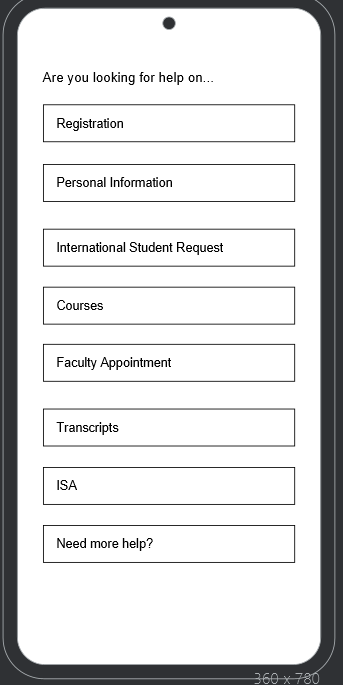 Are you looking for help on...
Registration
Personal Information
International Student Request
Courses
Faculty Appointment
Transcripts
ISA
Need more help?
360 x 780